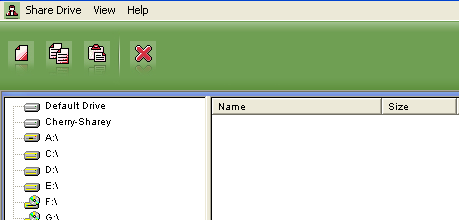 Share Drive View Help
Name Size
Default Drive
Cherry-Sharey
A:\
C:\
D:\
E:\
F:\
G:\